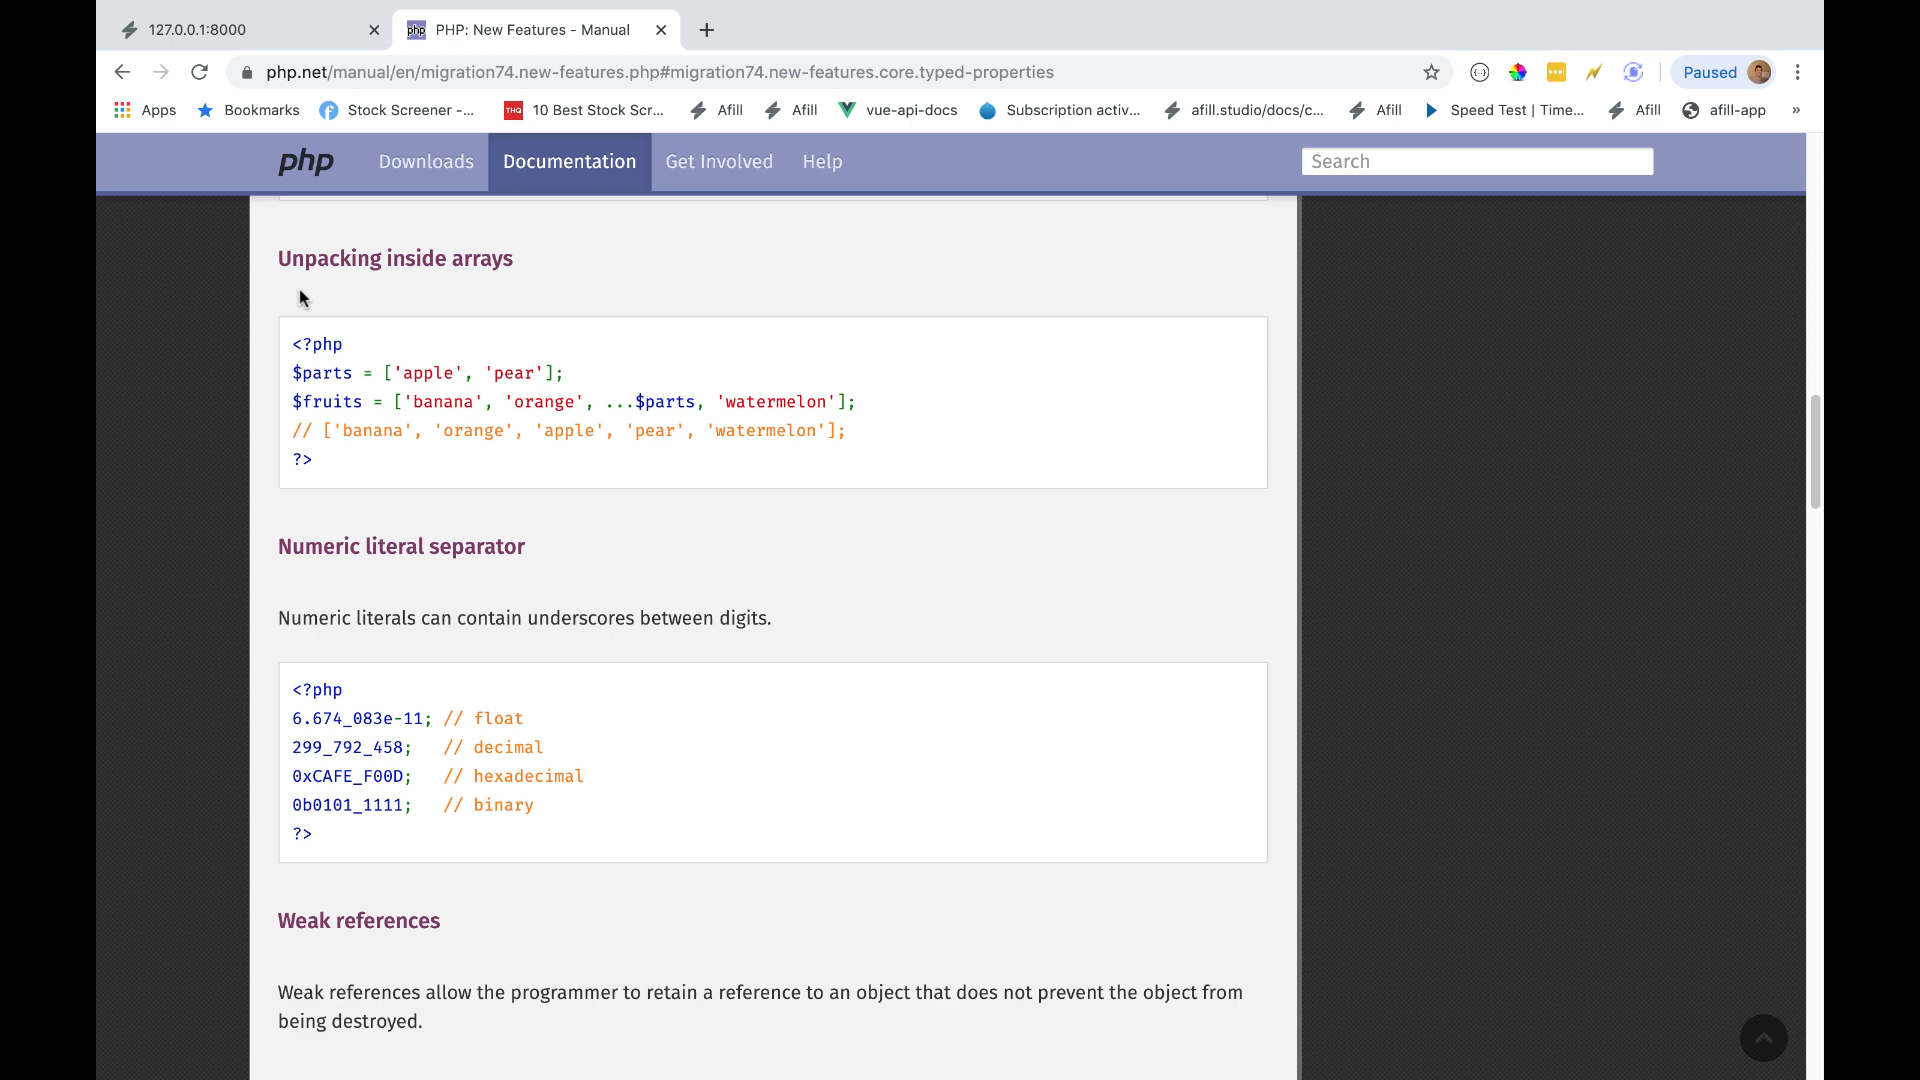 127.0.0.1:8000
php PHP: New Features - Manual
php.net/manual/en/migration74.new-features.php#migration74.new-features.core.typed-properties
Paused
Apps
Bookmarks
Stock Screener -...
THQ 10 Best Stock Scr...
Afill
Afill
vue-api-docs
Subscription activ...
afill.studio/docs/c...
Afill
Speed Test | Time...
Afill
afill-app
»
php
Downloads
Documentation
Get Involved
Help
Search
Unpacking inside arrays
<?php
$parts = ['apple', 'pear'];
$fruits = ['banana', 'orange', ...$parts, 'watermelon'];
// ['banana', 'orange', 'apple', 'pear', 'watermelon'];
?>
Numeric literal separator
Numeric literals can contain underscores between digits.
<?php
6.674_083e-11; // float
299_792_458;   // decimal
0xCAFE_F00D;   // hexadecimal
0b0101_1111;   // binary
?>
Weak references
Weak references allow the programmer to retain a reference to an object that does not prevent the object from
being destroyed.